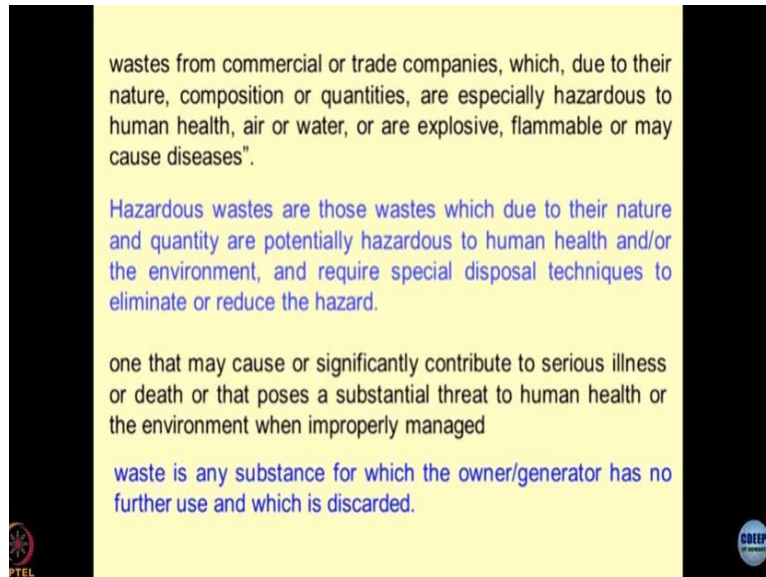 wastes from commercial or trade companies, which, due to their
nature, composition or quantities, are especially hazardous to
human health, air or water, or are explosive, flammable or may
cause diseases”.
Hazardous wastes are those wastes which due to their nature
and quantity are potentially hazardous to human health and/or
the environment, and require special disposal techniques to
eliminate or reduce the hazard.
one that may cause or significantly contribute to serious illness
or death or that poses a substantial threat to human health or
the environment when improperly managed
waste is any substance for which the owner/generator has no
further use and which is discarded.
PTEL
CDEEP